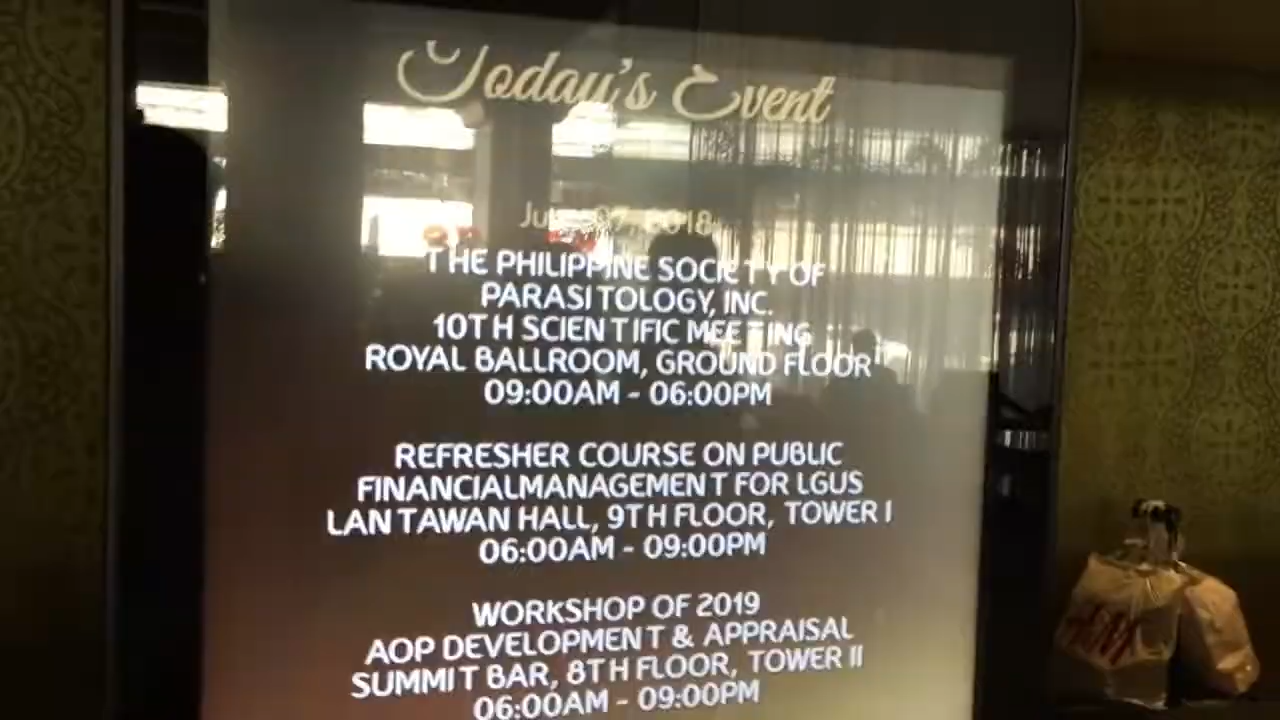 Today's Event
07, 2018
THE PHILIPPINE SOCIETY OF
PARASITOLOGY, INC.
10TH SCIENTIFIC MEETING
ROYAL BALLROOM, GROUND FLOOR
09:00AM - 06:00PM
REFRESHER COURSE ON PUBLIC
FINANCIALMANAGEMENT FOR LGUS
LANTAWAN HALL, 9TH FLOOR, TOWER I
06:00AM - 09:00PM
WORKSHOP OF 2019
AOP DEVELOPMENT & APPRAISAL
SUMMIT BAR, 8TH FLOOR, TOWER II
06:00AM - 09:00PM
H&M